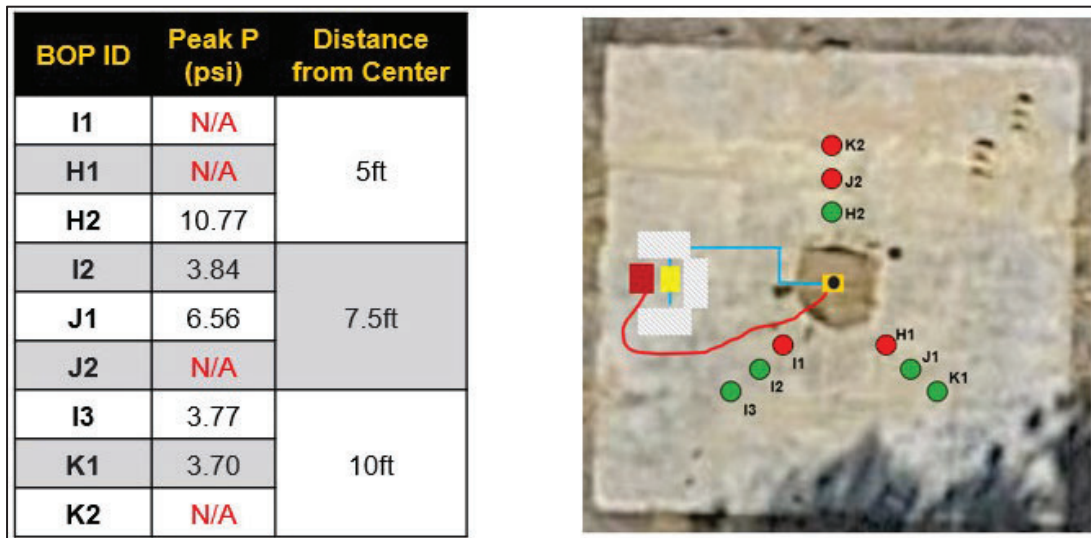 BOP ID Peak P (psi) Distance from Center
I1 N/A 5ft
H1 N/A
H2 10.77
I2 3.84 7.5ft
J1 6.56
J2 N/A
I3 3.77 10ft
K1 3.70
K2 N/A
K2
J2
H2
H1
I1
J1
I2
K1
I3